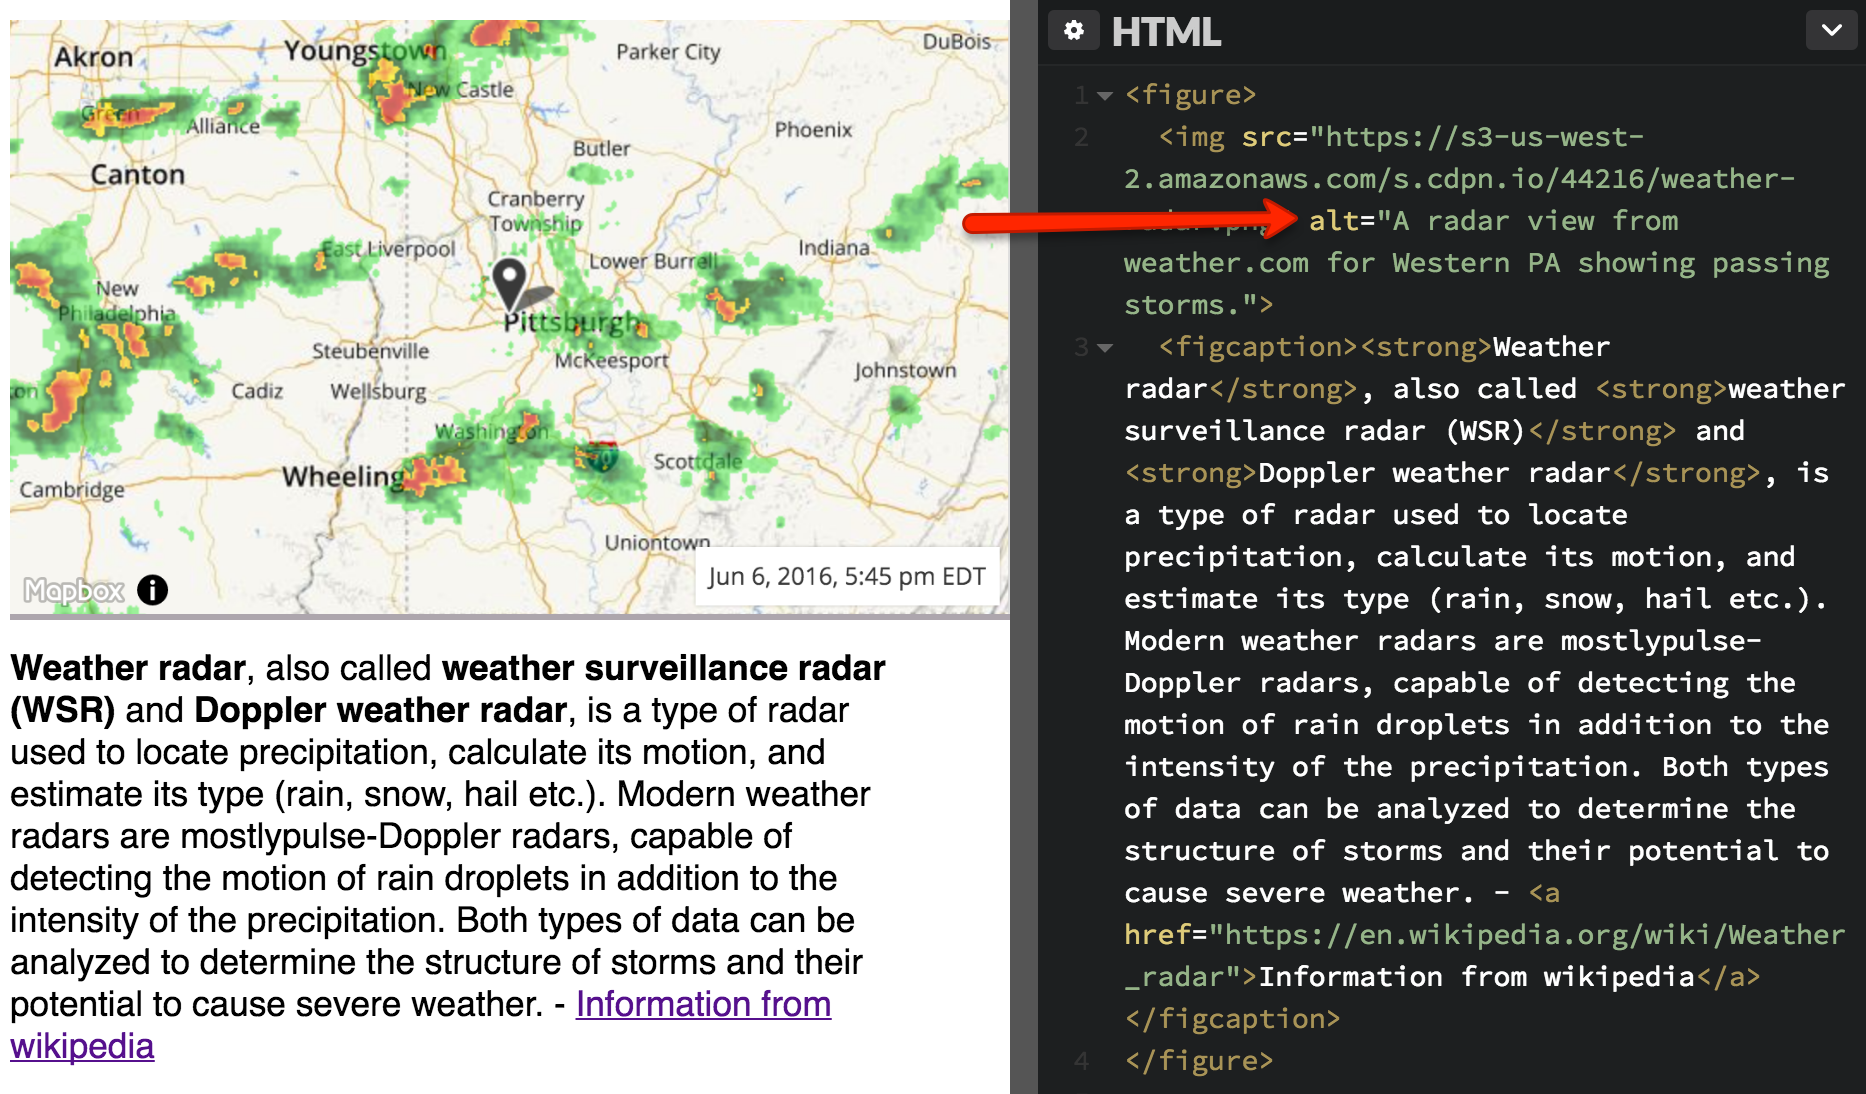 Akron
Youngstown
Parker City
DuBois
New Castle
Green
Alliance
Phoenix
Butler
Canton
Cranberry
Township
East Liverpool
Indiana
Lower Burrell
New
Philadelphia
Pittsburgh
Steubenville
McKeesport
Johnstown
on
Cadiz
Wellsburg
Washington
Wheeling
70
Scottdale
Cambridge
Uniontown
Jun 6, 2016, 5:45 pm EDT
Mapbox i
Weather radar, also called weather surveillance radar
(WSR) and Doppler weather radar, is a type of radar
used to locate precipitation, calculate its motion, and
estimate its type (rain, snow, hail etc.). Modern weather
radars are mostlypulse-Doppler radars, capable of
detecting the motion of rain droplets in addition to the
intensity of the precipitation. Both types of data can be
analyzed to determine the structure of storms and their
potential to cause severe weather. - Information from
wikipedia
HTML
1 <figure>
2 <img src="https://s3-us-west-
2.amazonaws.com/s.cdpn.io/44216/weather-
alt="A radar view from
weather.com for Western PA showing passing
storms.">
3 <figcaption><strong>Weather
radar</strong>, also called <strong>weather
surveillance radar (WSR)</strong> and
<strong>Doppler weather radar</strong>, is
a type of radar used to locate
precipitation, calculate its motion, and
estimate its type (rain, snow, hail etc.).
Modern weather radars are mostlypulse-
Doppler radars, capable of detecting the
motion of rain droplets in addition to the
intensity of the precipitation. Both types
of data can be analyzed to determine the
structure of storms and their potential to
cause severe weather. - <a
href="https://en.wikipedia.org/wiki/Weather
_radar">Information from wikipedia</a>
</figcaption>
4 </figure>